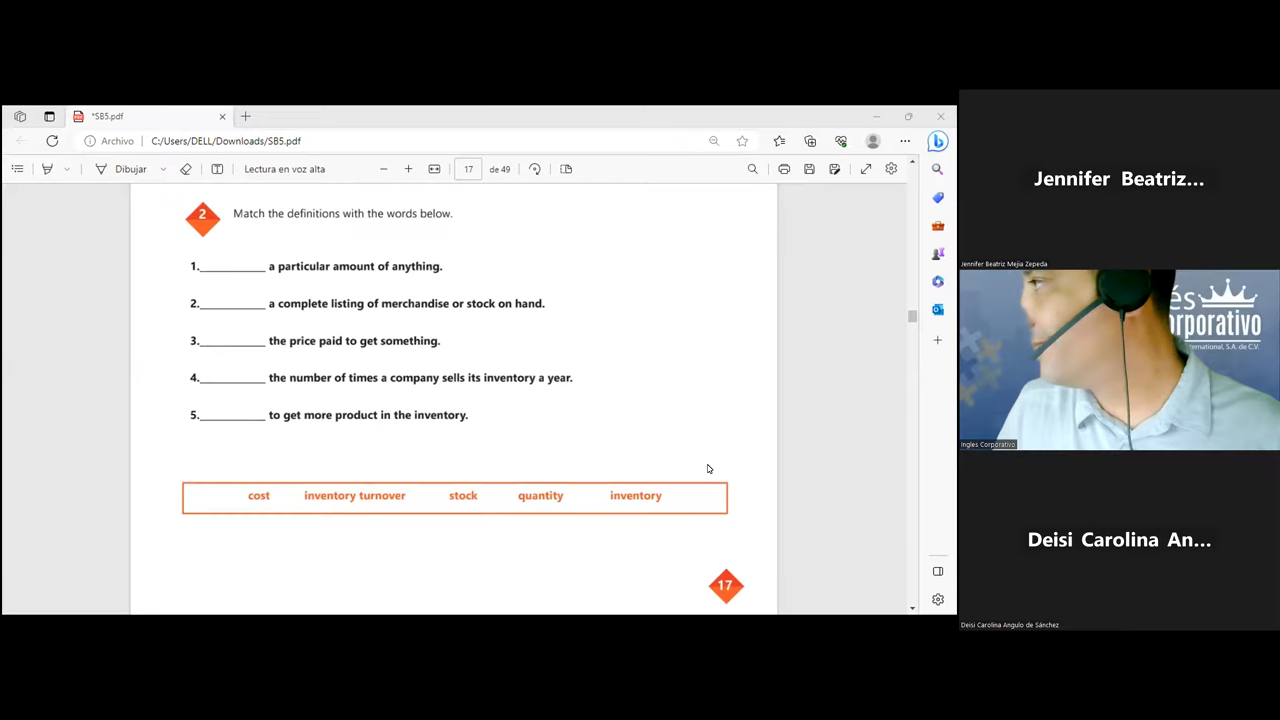 *SB5.pdf
Archivo
C:/Users/DELL/Downloads/SB5.pdf
Dibujar
Lectura en voz alta
17
de 49
2
Match the definitions with the words below.
1.__________ a particular amount of anything.
2.__________ a complete listing of merchandise or stock on hand.
3.__________ the price paid to get something.
4.__________ the number of times a company sells its inventory a year.
5.__________ to get more product in the inventory.
cost inventory turnover stock quantity inventory
17
Jennifer Beatriz...
Jennifer Beatriz Mejia Zepeda
és
orporativo
International, S.A. de C.V.
Ingles Corporativo
Deisi Carolina An...
Deisi Carolina Angulo de Sánchez